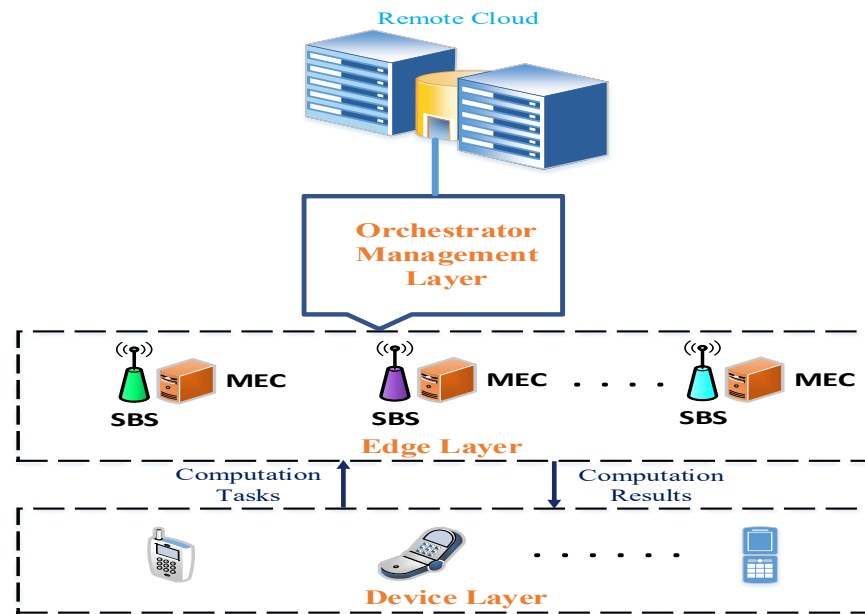 Remote Cloud
Orchestrator
Management
Layer
MEC
MEC
MEC
SBS
SBS
SBS
Edge Layer
Computation
Tasks
Computation
Results
Device Layer